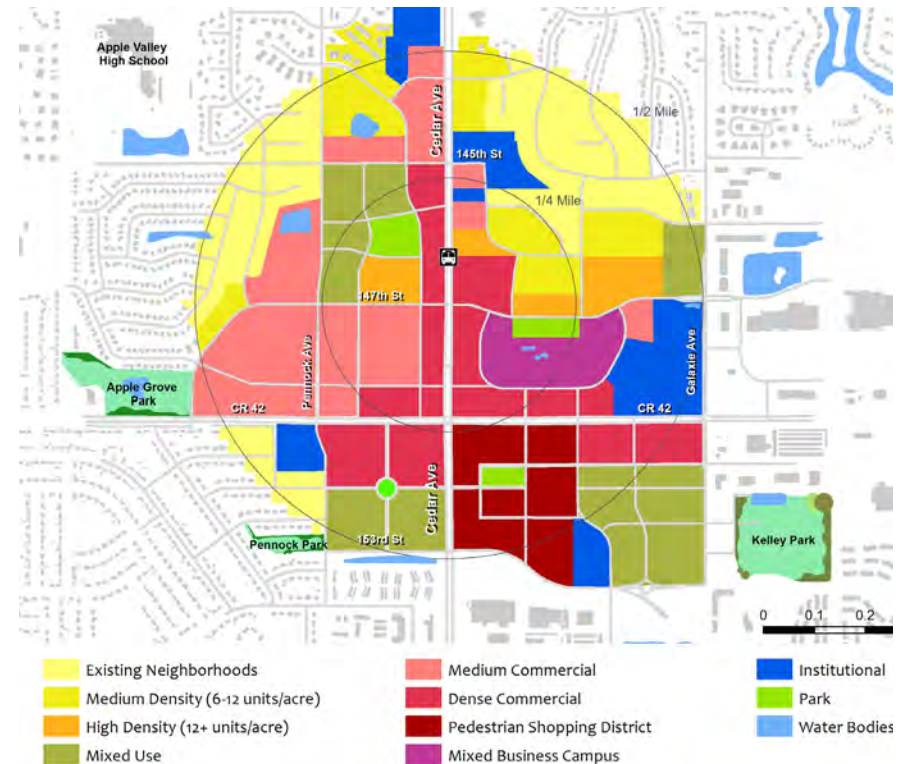 Apple Valley
High School
Cedar Ave
1/2 Mile
145th St
1/4 Mile
147th St
Pennock Ave
Galaxie Ave
Apple Grove
Park
CR 42
CR 42
Cedar Ave
153rd St
Pennock Park
Kelley Park
0 0.1 0.2
Existing Neighborhoods
Medium Commercial
Institutional
Medium Density (6-12 units/acre)
Dense Commercial
Park
High Density (12+ units/acre)
Pedestrian Shopping District
Water Bodies
Mixed Use
Mixed Business Campus